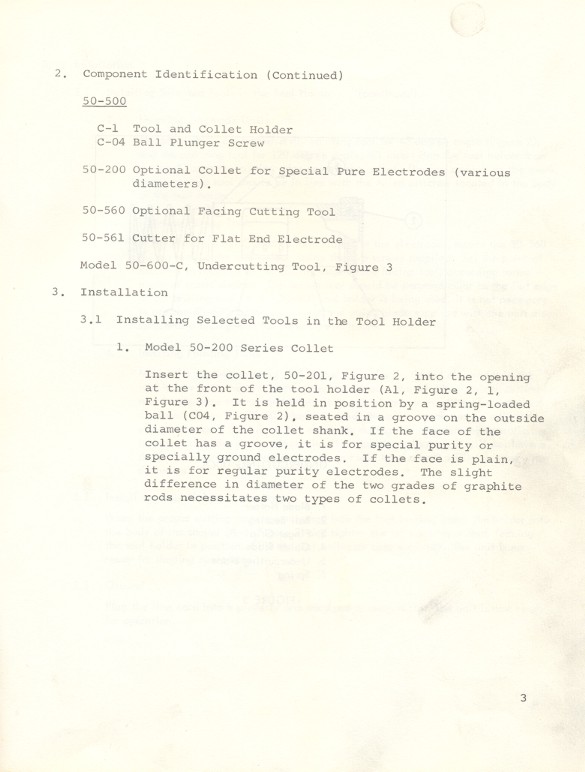 2. Component Identification (Continued)
50-500
C-1 Tool and Collet Holder
C-04 Ball Plunger Screw
50-200 Optional Collet for Special Pure Electrodes (various
diameters).
50-560 Optional Facing Cutting Tool
50-561 Cutter for Flat End Electrode
Model 50-600-C, Undercutting Tool, Figure 3
3. Installation
3.1 Installing Selected Tools in the Tool Holder
1. Model 50-200 Series Collet
Insert the collet, 50-201, Figure 2, into the opening
at the front of the tool holder (A1, Figure 2, 1,
Figure 3). It is held in position by a spring-loaded
ball (C04, Figure 2), seated in a groove on the outside
diameter of the collet shank. If the face of the
collet has a groove, it is for special purity or
specially ground electrodes. If the face is plain,
it is for regular purity electrodes. The slight
difference in diameter of the two grades of graphite
rods necessitates two types of collets.
3